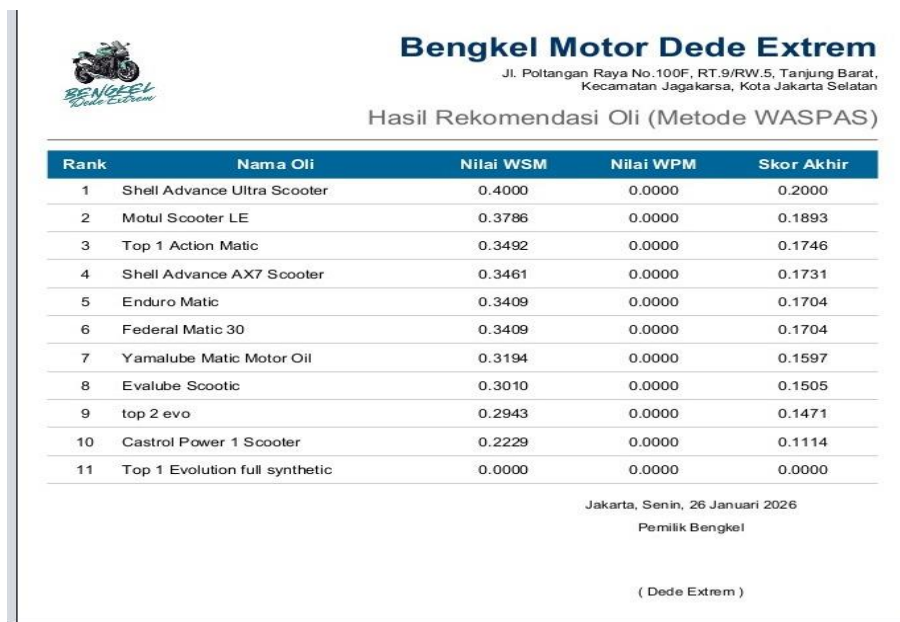 BENGKEL
Dede Extrem
Bengkel Motor Dede Extrem
Jl. Poltangan Raya No.100F, RT.9/RW.5, Tanjung Barat,
Kecamatan Jagakarsa, Kota Jakarta Selatan
Hasil Rekomendasi Oli (Metode WASPAS)
Rank Nama Oli Nilai WSM Nilai WPM Skor Akhir
1 Shell Advance Ultra Scooter 0.4000 0.0000 0.2000
2 Motul Scooter LE 0.3786 0.0000 0.1893
3 Top 1 Action Matic 0.3492 0.0000 0.1746
4 Shell Advance AX7 Scooter 0.3461 0.0000 0.1731
5 Enduro Matic 0.3409 0.0000 0.1704
6 Federal Matic 30 0.3409 0.0000 0.1704
7 Yamalube Matic Motor Oil 0.3194 0.0000 0.1597
8 Evalube Scootic 0.3010 0.0000 0.1505
9 top 2 evo 0.2943 0.0000 0.1471
10 Castrol Power 1 Scooter 0.2229 0.0000 0.1114
11 Top 1 Evolution full synthetic 0.0000 0.0000 0.0000
Jakarta, Senin, 26 Januari 2026
Pemilik Bengkel
( Dede Extrem )